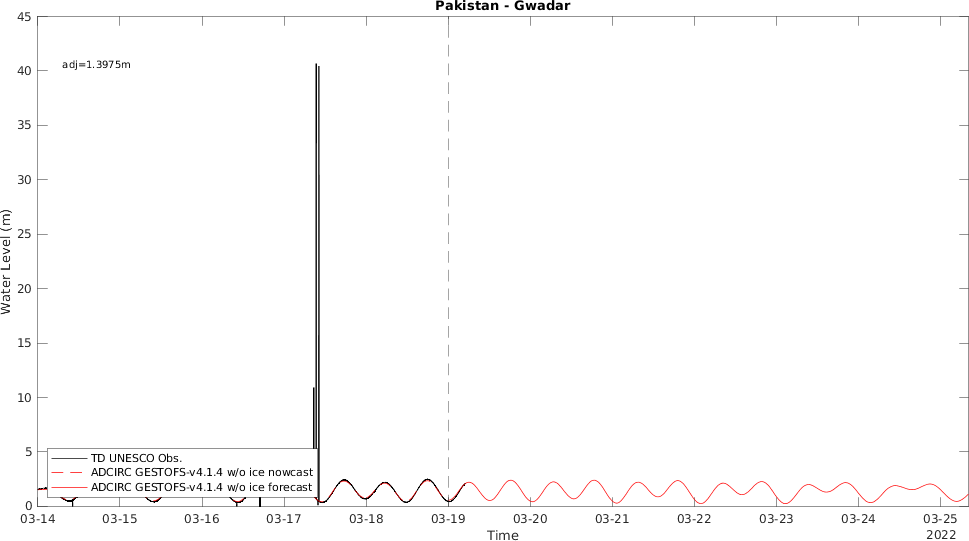 Pakistan - Gwadar
adj=1.3975m
45
40
35
30
25
20
15
10
5
0
Water Level (m)
TD UNESCO Obs.
ADCIRC GESTOFS-v4.1.4 w/o ice nowcast
ADCIRC GESTOFS-v4.1.4 w/o ice forecast
03-14 03-15 03-16 03-17 03-18 03-19 03-20 03-21 03-22 03-23 03-24 03-25
Time
2022